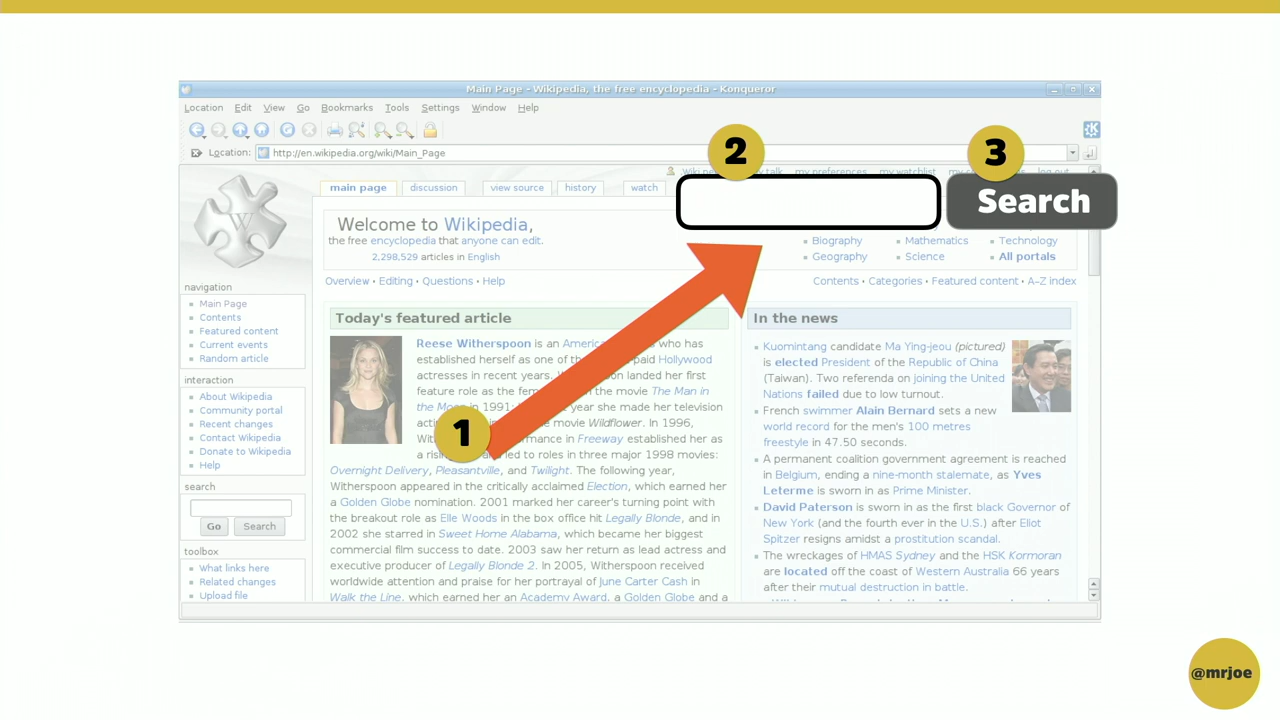 Main Page - Wikipedia, the free encyclopedia - Konqueror
Location Edit View Go Bookmarks Tools Settings Window Help
Location: http://en.wikipedia.org/wiki/Main_Page
2
3
my preferences my watchlist log out
main page discussion view source history watch
Search
Welcome to Wikipedia,
the free encyclopedia that anyone can edit.
2,298,529 articles in English
Biography Mathematics Technology
Geography Science All portals
Overview · Editing · Questions · Help
Contents · Categories · Featured content · A–Z index
navigation
Main Page
Contents
Featured content
Current events
Random article
interaction
About Wikipedia
Community portal
Recent changes
Contact Wikipedia
Donate to Wikipedia
Help
search
Go Search
toolbox
What links here
Related changes
Upload file
Today's featured article
Reese Witherspoon is an who has
established herself as one of paid Hollywood
actresses in recent years. landed her first
feature role as the the movie The Man in
the in 1991; year she made her television
movie Wildflower. In 1996,
in Freeway established her as
a led to roles in three major 1998 movies:
Overnight Delivery, Pleasantville, and Twilight. The following year,
Witherspoon appeared in the critically acclaimed Election, which earned her
a Golden Globe nomination. 2001 marked her career's turning point with
the breakout role as Elle Woods in the box office hit Legally Blonde, and in
2002 she starred in Sweet Home Alabama, which became her biggest
commercial film success to date. 2003 saw her return as lead actress and
executive producer of Legally Blonde 2. In 2005, Witherspoon received
worldwide attention and praise for her portrayal of June Carter Cash in
Walk the Line, which earned her an Academy Award, a Golden Globe and a
1
In the news
Kuomintang candidate Ma Ying-jeou (pictured)
is elected President of the Republic of China
(Taiwan). Two referenda on joining the United
Nations failed due to low turnout.
French swimmer Alain Bernard sets a new
world record for the men's 100 metres
freestyle in 47.50 seconds.
A permanent coalition government agreement is reached
in Belgium, ending a nine-month stalemate, as Yves
Leterme is sworn in as Prime Minister.
David Paterson is sworn in as the first black Governor of
New York (and the fourth ever in the U.S.) after Eliot
Spitzer resigns amidst a prostitution scandal.
The wreckages of HMAS Sydney and the HSK Kormoran
are located off the coast of Western Australia 66 years
after their mutual destruction in battle.
@mrjoe